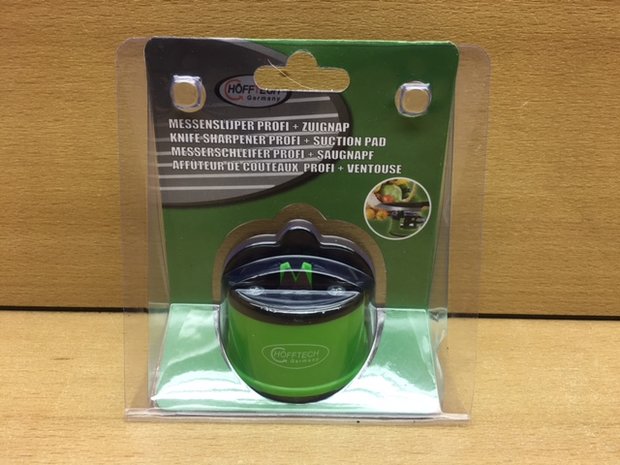 HÖFFTECH
Germany
MESSENSLIJPER PROFI + ZUIGNAP
KNIFE SHARPENER PROFI + SUCTION PAD
MESSERSCHLEIFER PROFI + SAUGNAPF
AFFUTEUR DE COUTEAUX PROFI + VENTOUSE
HÖFFTECH
Germany